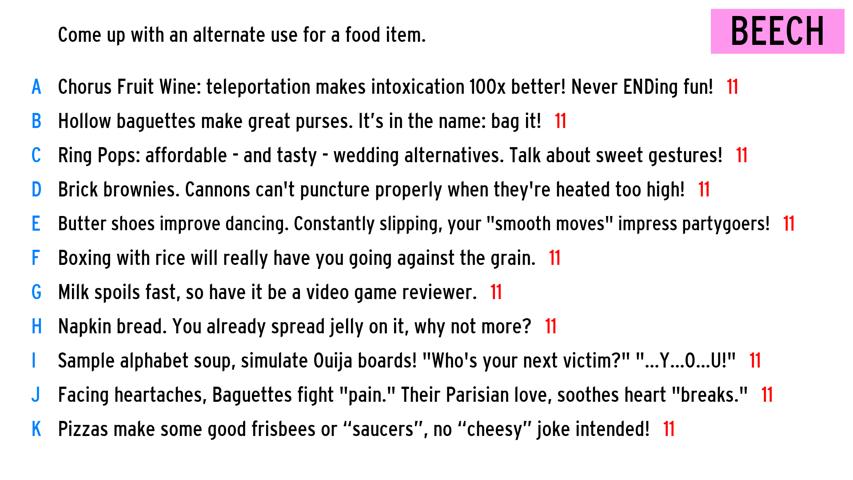 Come up with an alternate use for a food item.
BEECH
A Chorus Fruit Wine: teleportation makes intoxication 100x better! Never ENDing fun! 11
B Hollow baguettes make great purses. It’s in the name: bag it! 11
C Ring Pops: affordable - and tasty - wedding alternatives. Talk about sweet gestures! 11
D Brick brownies. Cannons can't puncture properly when they're heated too high! 11
E Butter shoes improve dancing. Constantly slipping, your "smooth moves" impress partygoers! 11
F Boxing with rice will really have you going against the grain. 11
G Milk spoils fast, so have it be a video game reviewer. 11
H Napkin bread. You already spread jelly on it, why not more? 11
I Sample alphabet soup, simulate Ouija boards! "Who's your next victim?" "...Y...O...U!" 11
J Facing heartaches, Baguettes fight "pain." Their Parisian love, soothes heart "breaks." 11
K Pizzas make some good frisbees or “saucers”, no “cheesy” joke intended! 11